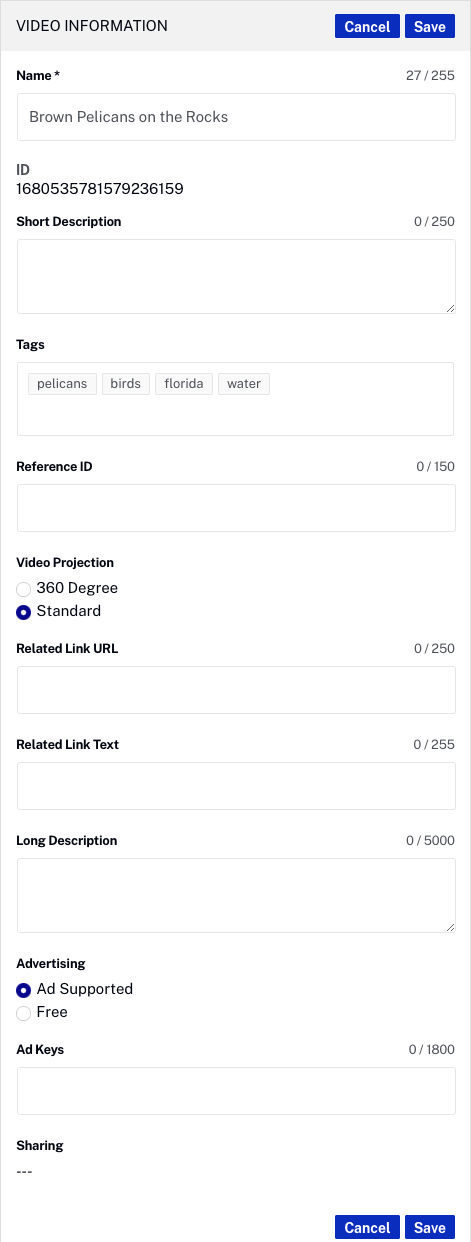 VIDEO INFORMATION Cancel Save
Name * 27 / 255
Brown Pelicans on the Rocks
ID
1680535781579236159
Short Description 0 / 250
Tags
pelicans birds florida water
Reference ID 0 / 150
Video Projection
360 Degree
Standard
Related Link URL 0 / 250
Related Link Text 0 / 255
Long Description 0 / 5000
Advertising
Ad Supported
Free
Ad Keys 0 / 1800
Sharing
---
Cancel Save